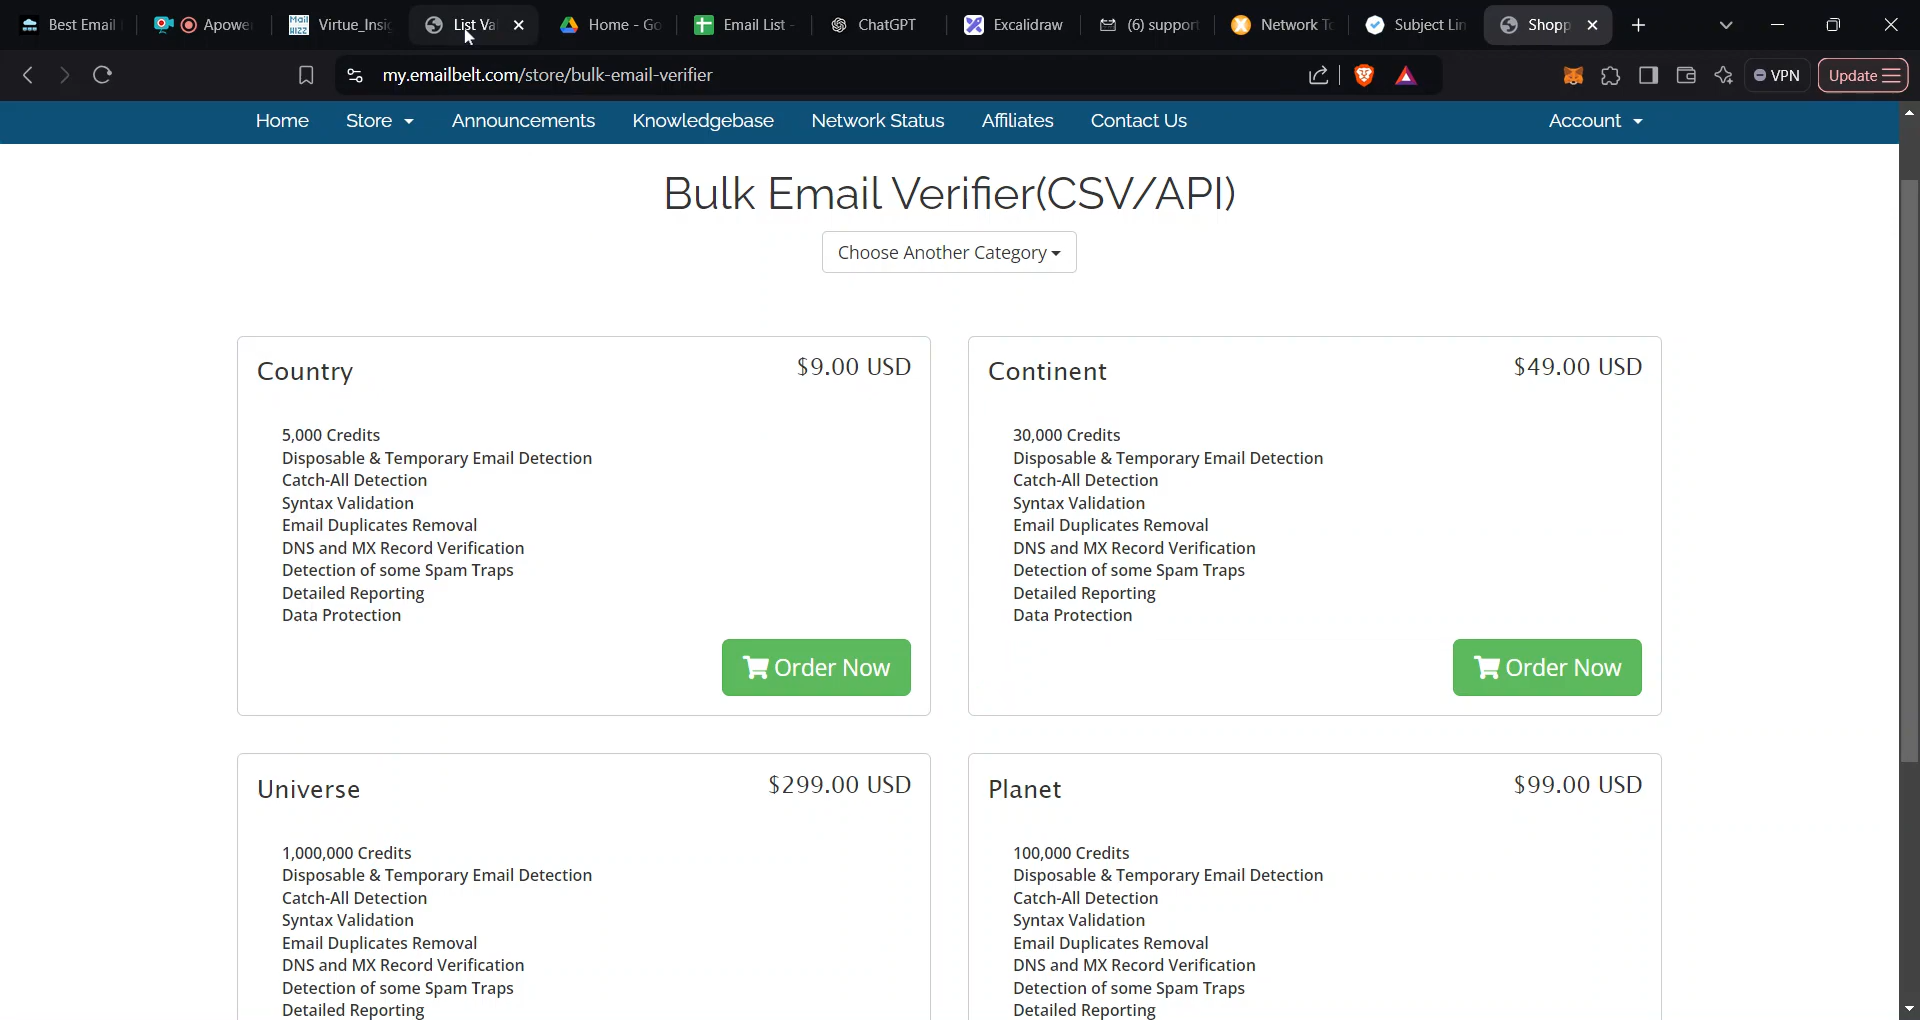 Best Email
Apowe
Virtue_Insi
List Va
Home - Go
Email List -
ChatGPT
Excalidraw
(6) support
Network To
Subject Lin
Shopp
my.emailbelt.com/store/bulk-email-verifier
VPN
Update
Home
Store
Announcements
Knowledgebase
Network Status
Affiliates
Contact Us
Account
Bulk Email Verifier(CSV/API)
Choose Another Category
Country
$9.00 USD
5,000 Credits
Disposable & Temporary Email Detection
Catch-All Detection
Syntax Validation
Email Duplicates Removal
DNS and MX Record Verification
Detection of some Spam Traps
Detailed Reporting
Data Protection
Order Now
Continent
$49.00 USD
30,000 Credits
Disposable & Temporary Email Detection
Catch-All Detection
Syntax Validation
Email Duplicates Removal
DNS and MX Record Verification
Detection of some Spam Traps
Detailed Reporting
Data Protection
Order Now
Universe
$299.00 USD
1,000,000 Credits
Disposable & Temporary Email Detection
Catch-All Detection
Syntax Validation
Email Duplicates Removal
DNS and MX Record Verification
Detection of some Spam Traps
Detailed Reporting
Planet
$99.00 USD
100,000 Credits
Disposable & Temporary Email Detection
Catch-All Detection
Syntax Validation
Email Duplicates Removal
DNS and MX Record Verification
Detection of some Spam Traps
Detailed Reporting